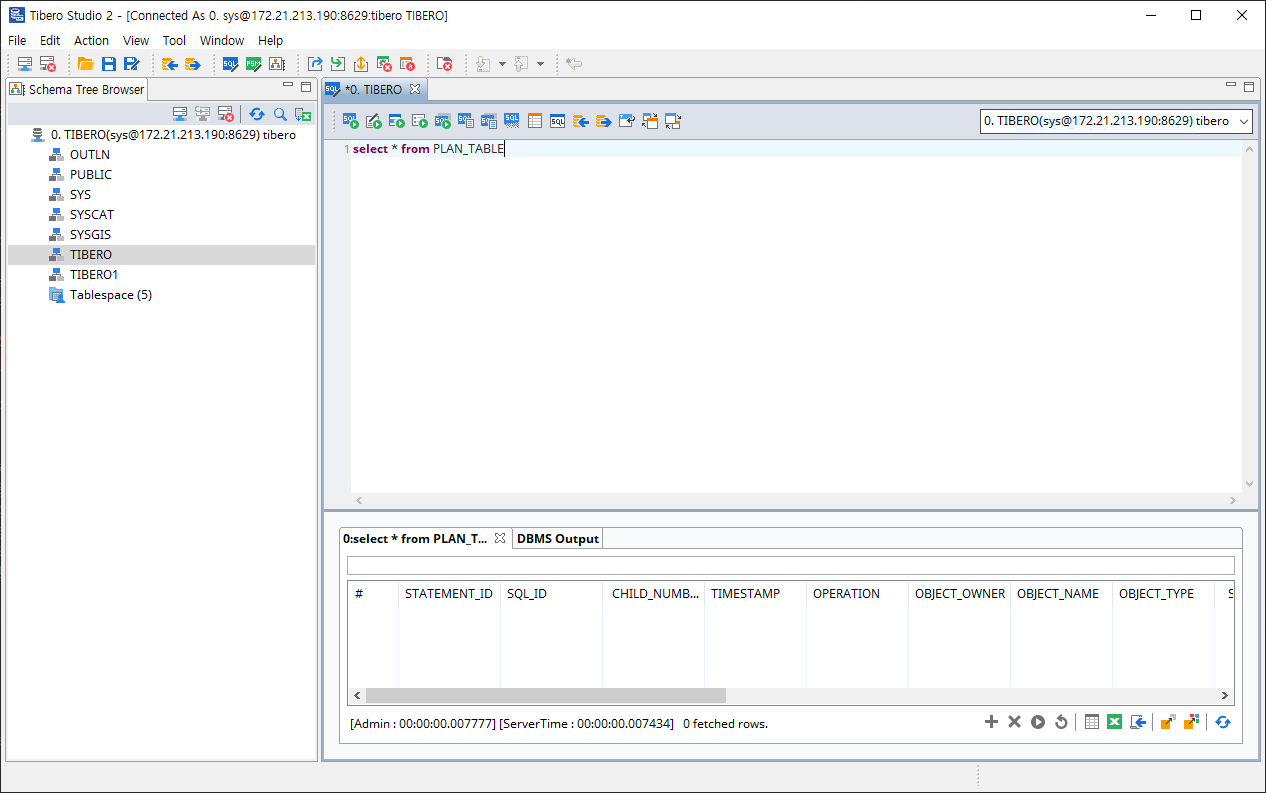 Tibero Studio 2 - [Connected As 0. sys@172.21.213.190:8629:tibero TIBERO]
File Edit Action View Tool Window Help
Schema Tree Browser
0. TIBERO(sys@172.21.213.190:8629) tibero
OUTLN
PUBLIC
SYS
SYSCAT
SYSGIS
TIBERO
TIBERO1
Tablespace (5)
*0. TIBERO
0. TIBERO(sys@172.21.213.190:8629) tibero
1 select * from PLAN_TABLE
0:select * from PLAN_T... DBMS Output
# STATEMENT_ID SQL_ID CHILD_NUMB... TIMESTAMP OPERATION OBJECT_OWNER OBJECT_NAME OBJECT_TYPE S
[Admin : 00:00:00.007777] [ServerTime : 00:00:00.007434] 0 fetched rows.